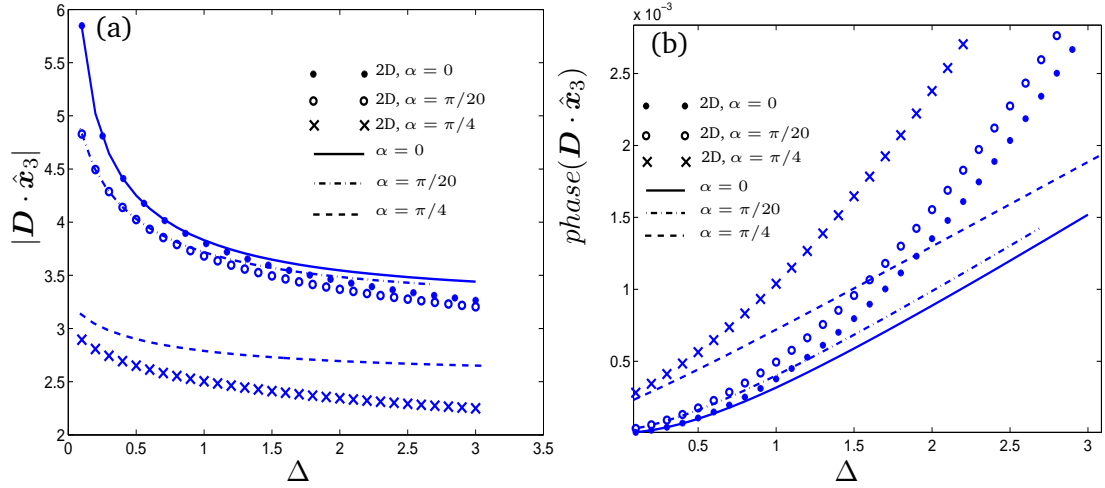 (a)
6
5.5
5
4.5
4
3.5
3
2.5
2
0
0.5
1
1.5
2
2.5
3
3.5
|D · x̂₃|
Δ
2D, α = 0
2D, α = π/20
2D, α = π/4
α = 0
α = π/20
α = π/4
x 10⁻³
(b)
2.5
2
1.5
1
0.5
0.5
1
1.5
2
2.5
3
phase(D · x̂₃)
Δ
2D, α = 0
2D, α = π/20
2D, α = π/4
α = 0
α = π/20
α = π/4